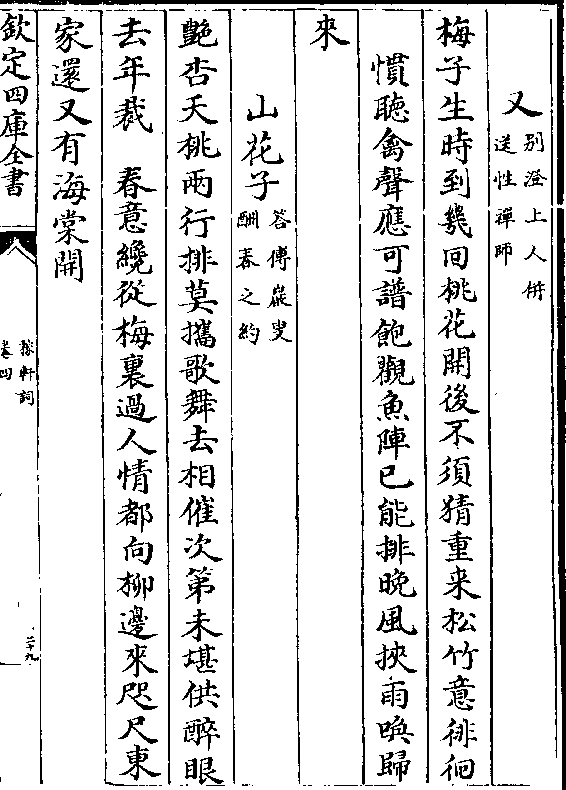 又別澄上人併
送性禪師
梅子生時到幾回桃花開後不須猜重来松竹意徘徊
慣聽禽聲應可譜飽觀魚陣已能排晚風挾雨喚歸
來
山花子答傅巖叟
酬春之約
艷杏夭桃兩行排莫攜歌舞去相催次第未堪供醉眼
去年裁　春意纔從梅裏過人情都向柳邊來咫尺東
家還又有海棠開
欽定四庫全書
稼軒詞
卷四
二十九